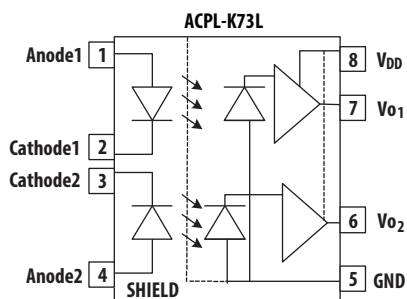 ACPL-K73L
Anode1 1
8 VDD
7 Vo1
Cathode1 2
Cathode2 3
6 Vo2
Anode2 4
5 GND
SHIELD